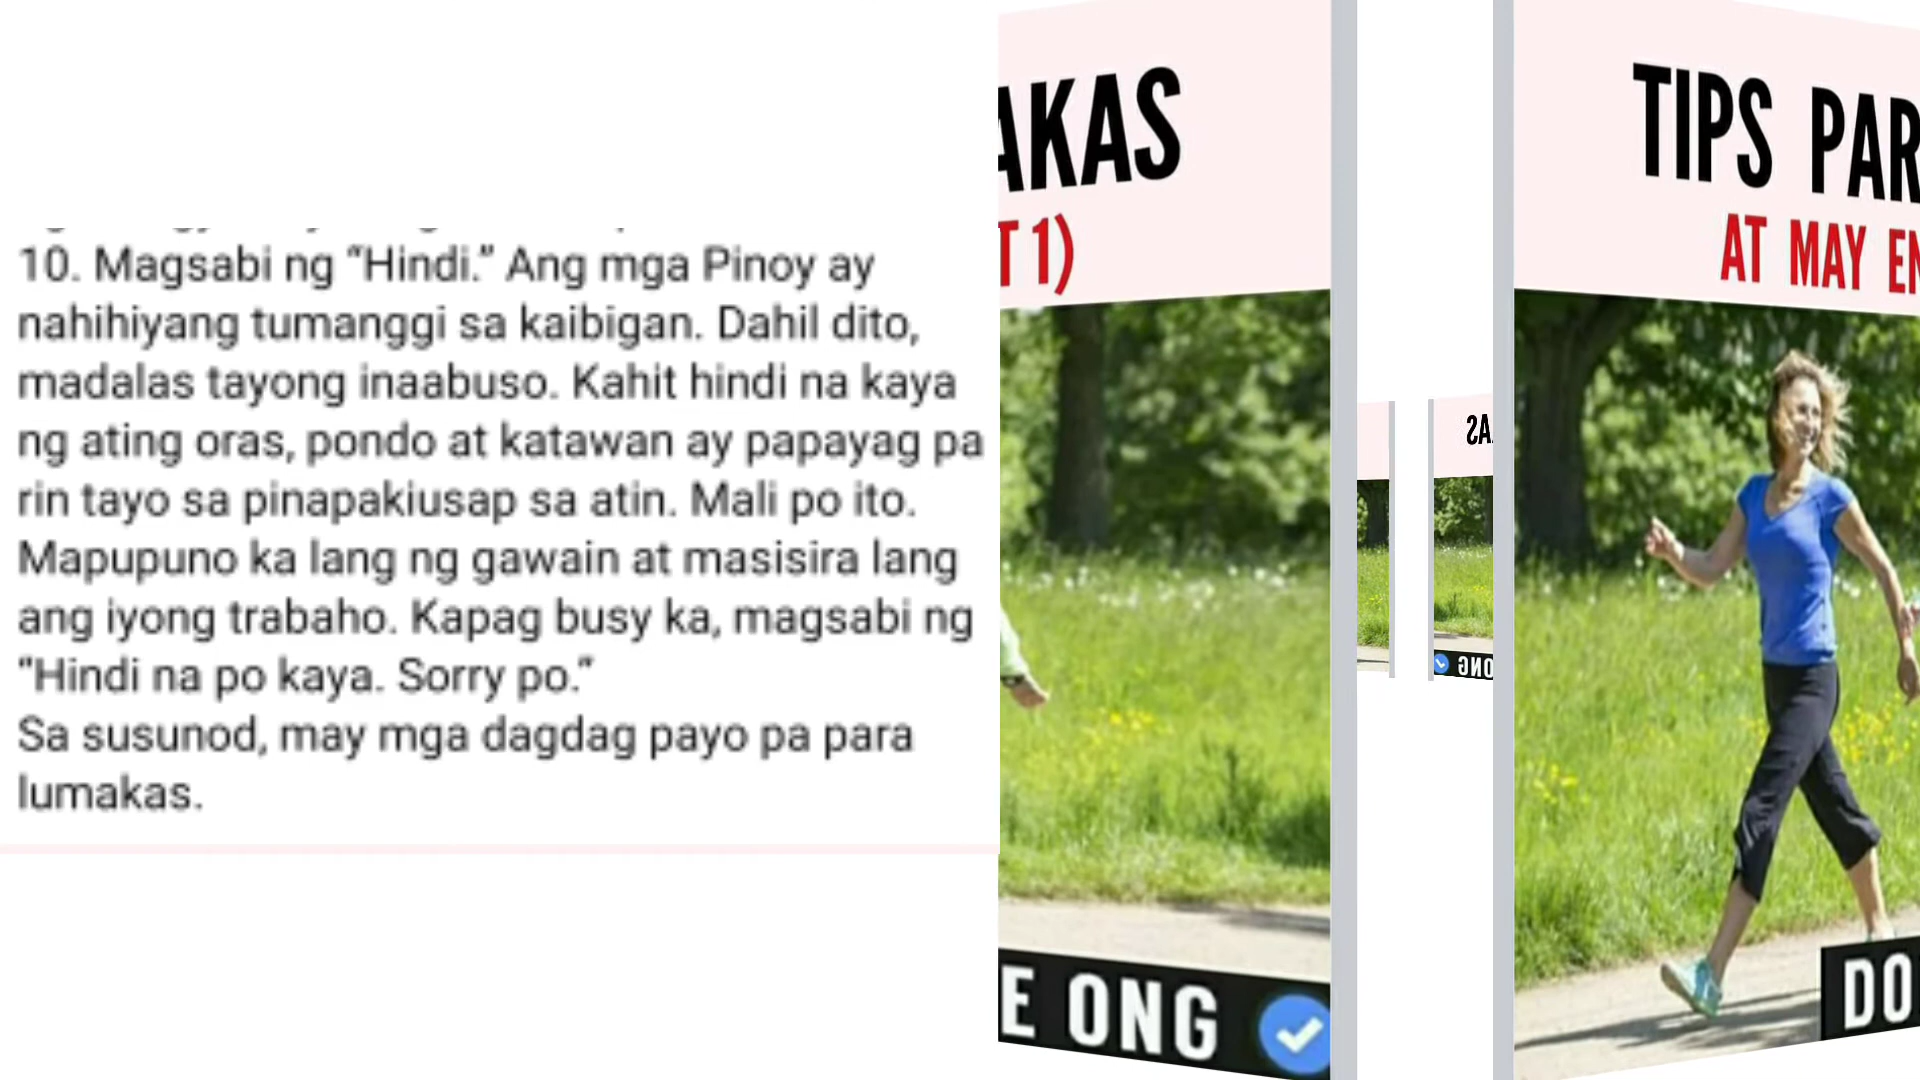 10. Magsabi ng “Hindi.” Ang mga Pinoy ay
nahihiyang tumanggi sa kaibigan. Dahil dito,
madalas tayong inaabuso. Kahit hindi na kaya
ng ating oras, pondo at katawan ay papayag pa
rin tayo sa pinapakiusap sa atin. Mali po ito.
Mapupuno ka lang ng gawain at masisira lang
ang iyong trabaho. Kapag busy ka, magsabi ng
“Hindi na po kaya. Sorry po.”
Sa susunod, may mga dagdag payo pa para
lumakas.
AKAS
T 1)
E ONG
TIPS PAR
AT MAY EN
DO